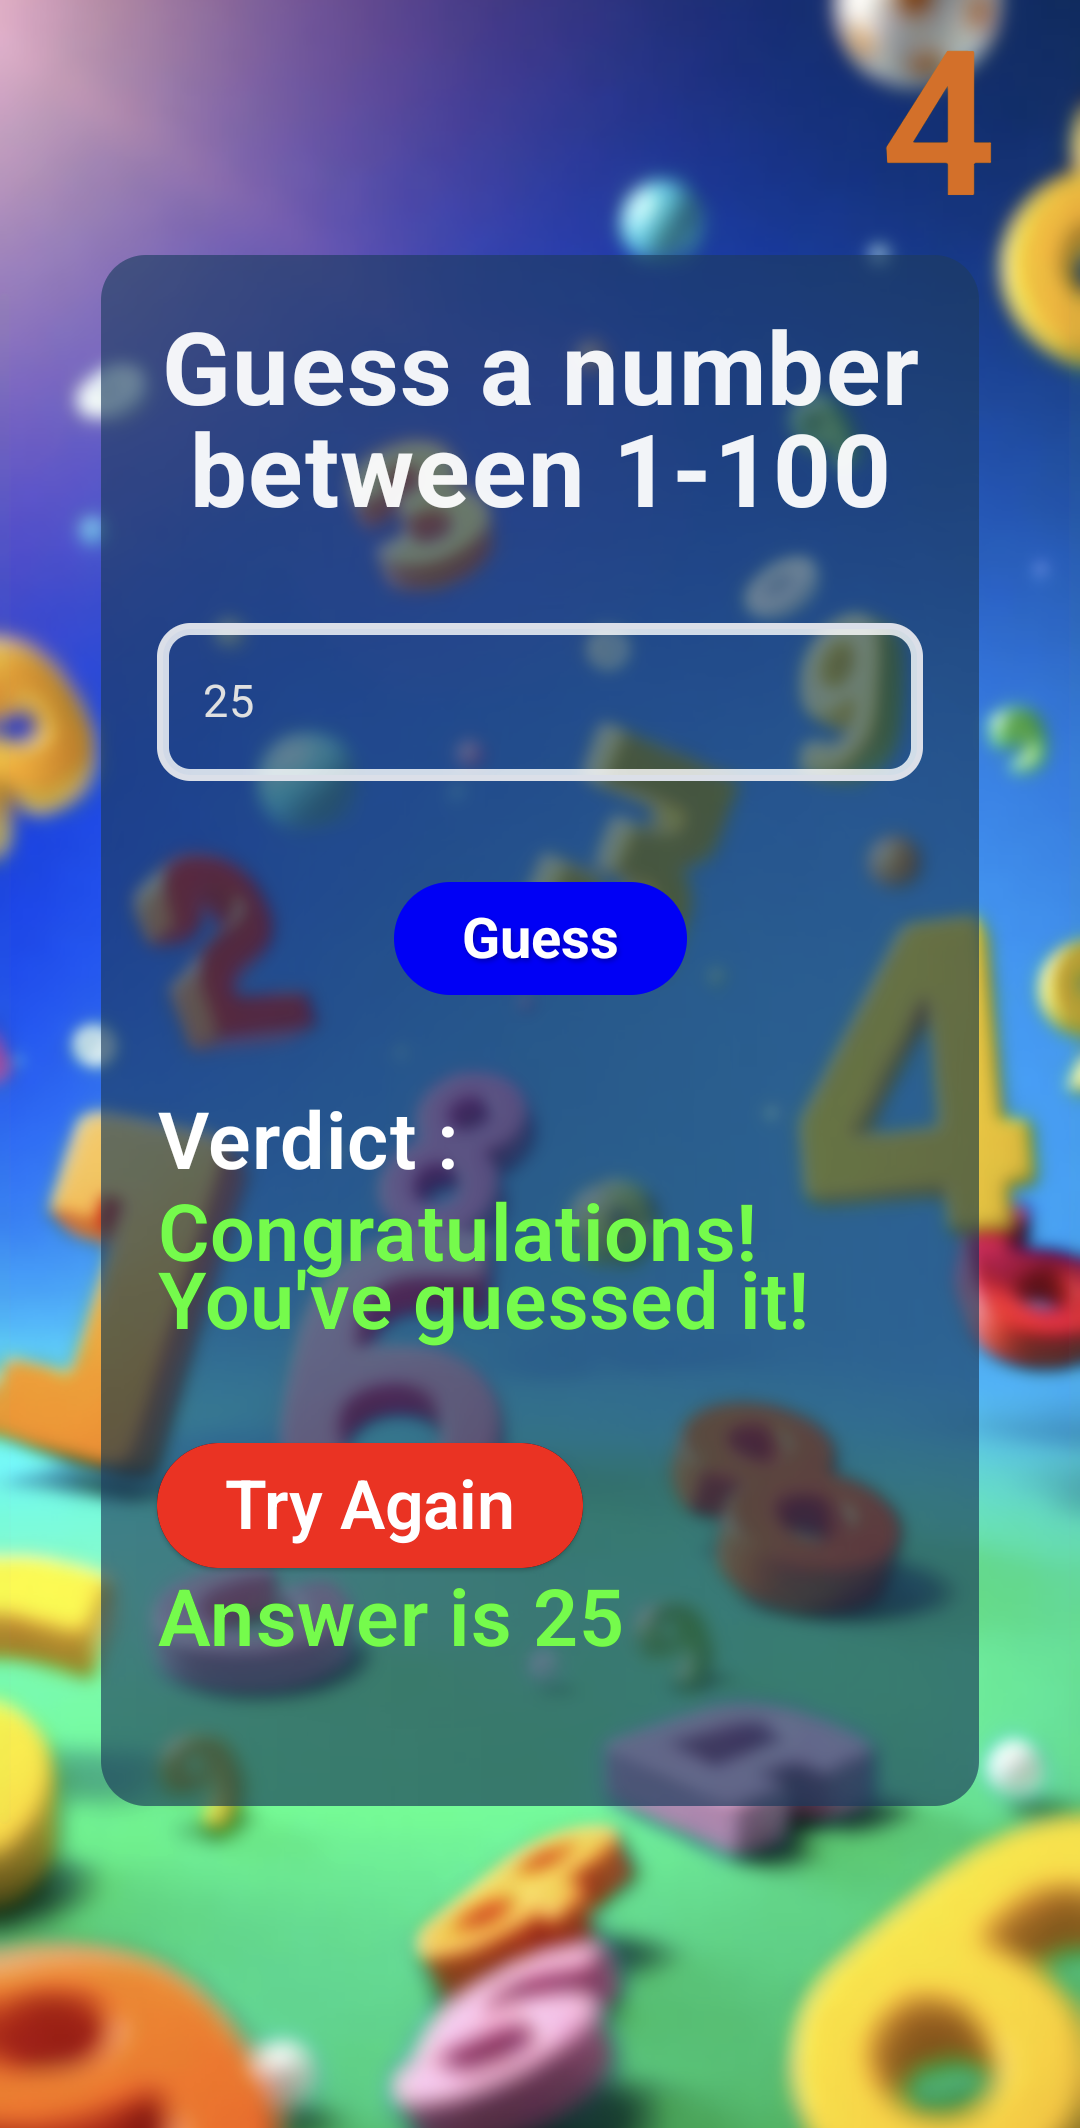 4
Guess a number
between 1-100
25
Guess
Verdict :
Congratulations!
You've guessed it!
Try Again
Answer is 25